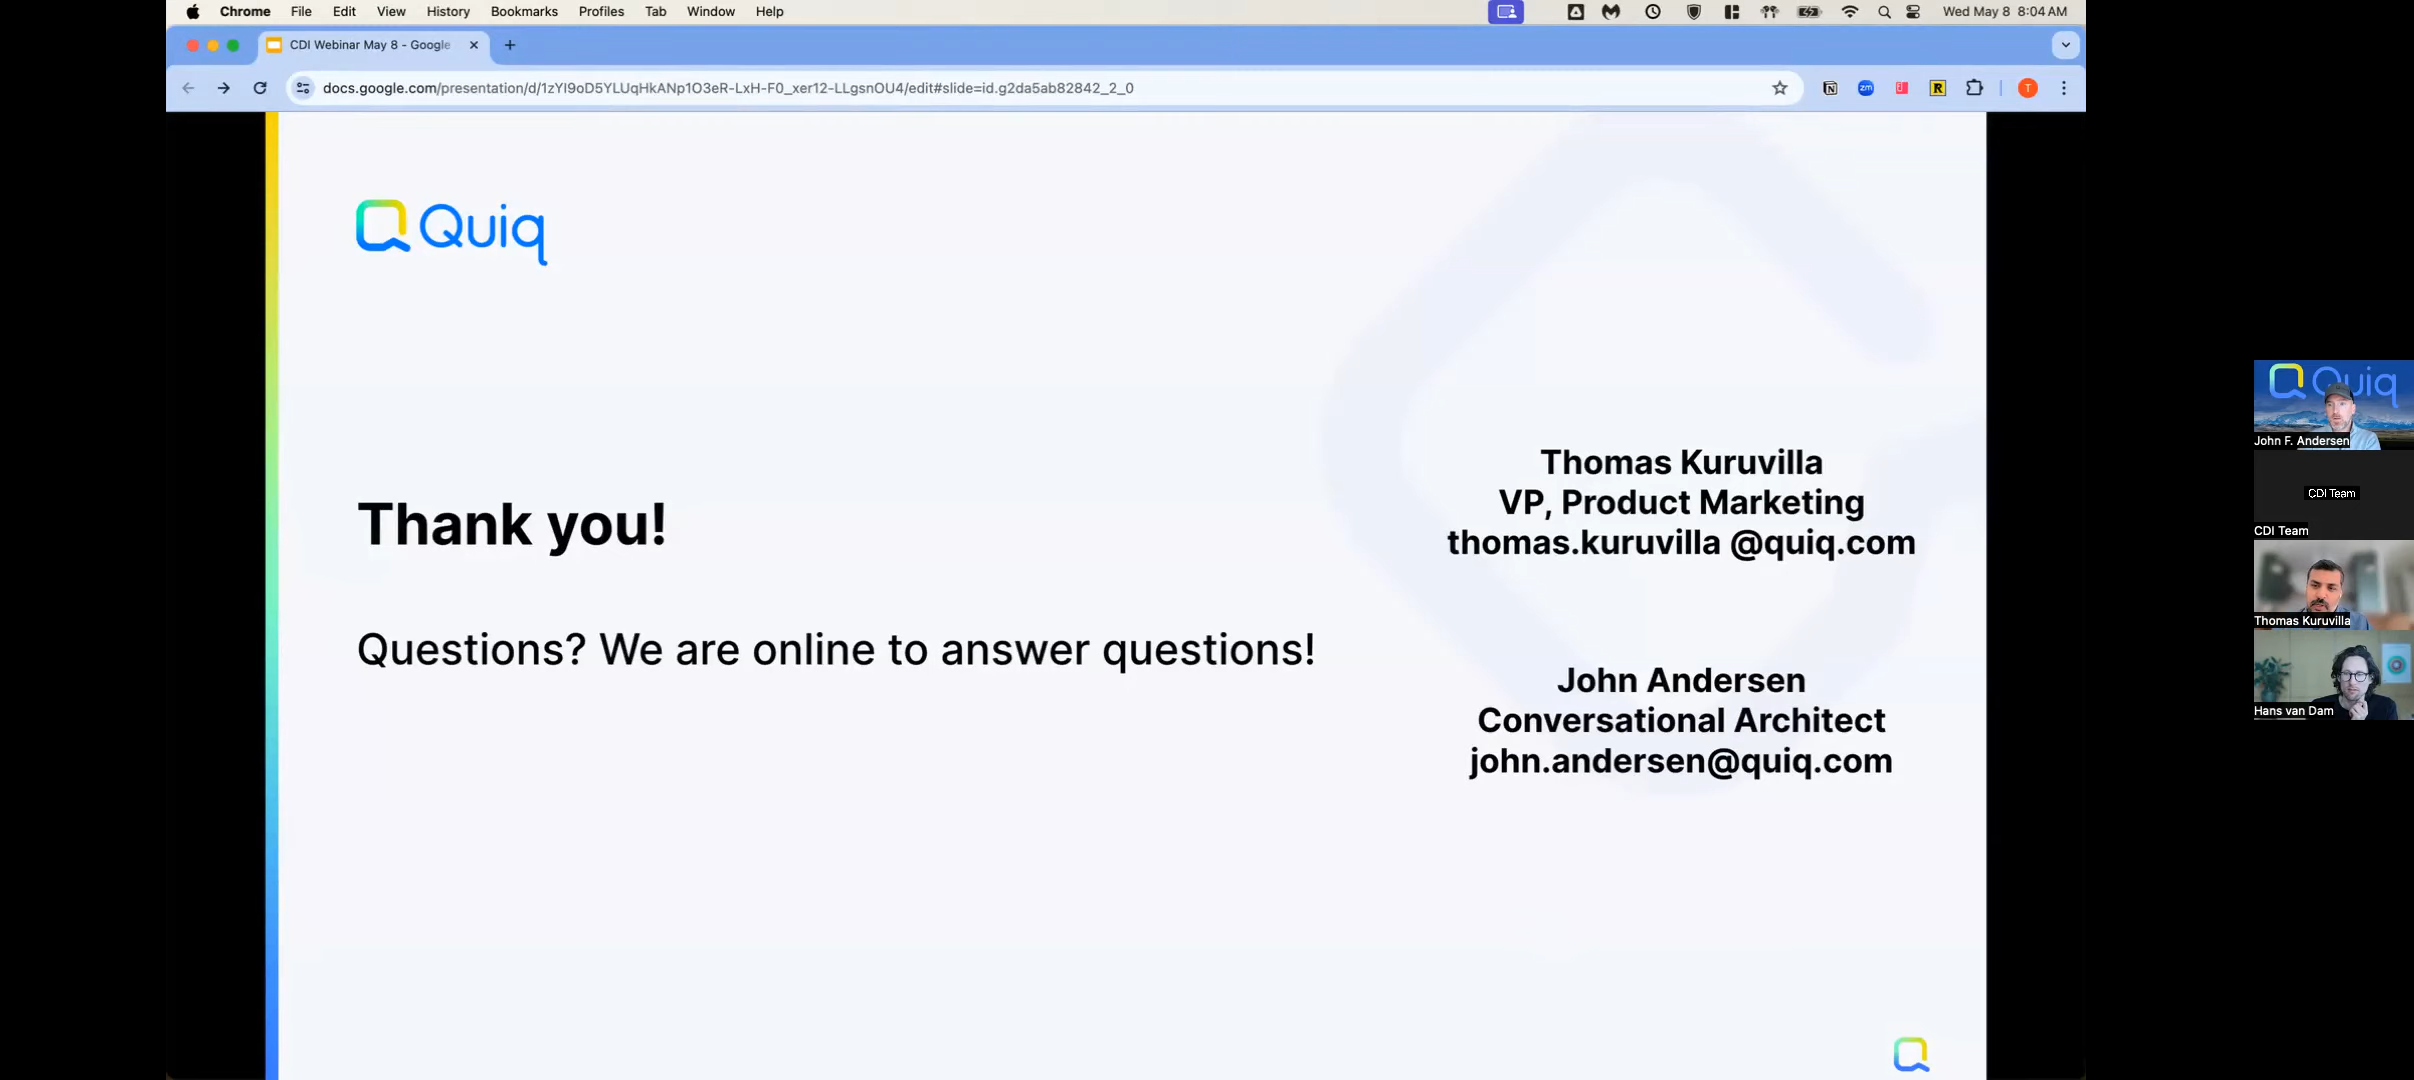 Chrome File Edit View History Bookmarks Profiles Tab Window Help
Wed May 8 8:04 AM
CDI Webinar May 8 - Google
docs.google.com/presentation/d/1zYI9oD5YLUqHkANp1O3eR-LxH-F0_xer12-LLgsnOU4/edit#slide=id.g2da5ab82842_2_0
zm
R
T
Quiq
Thank you!
Questions? We are online to answer questions!
Thomas Kuruvilla
VP, Product Marketing
thomas.kuruvilla @quiq.com
John Andersen
Conversational Architect
john.andersen@quiq.com
Quiq
John F. Andersen
CDI Team
CDI Team
Thomas Kuruvilla
Hans van Dam